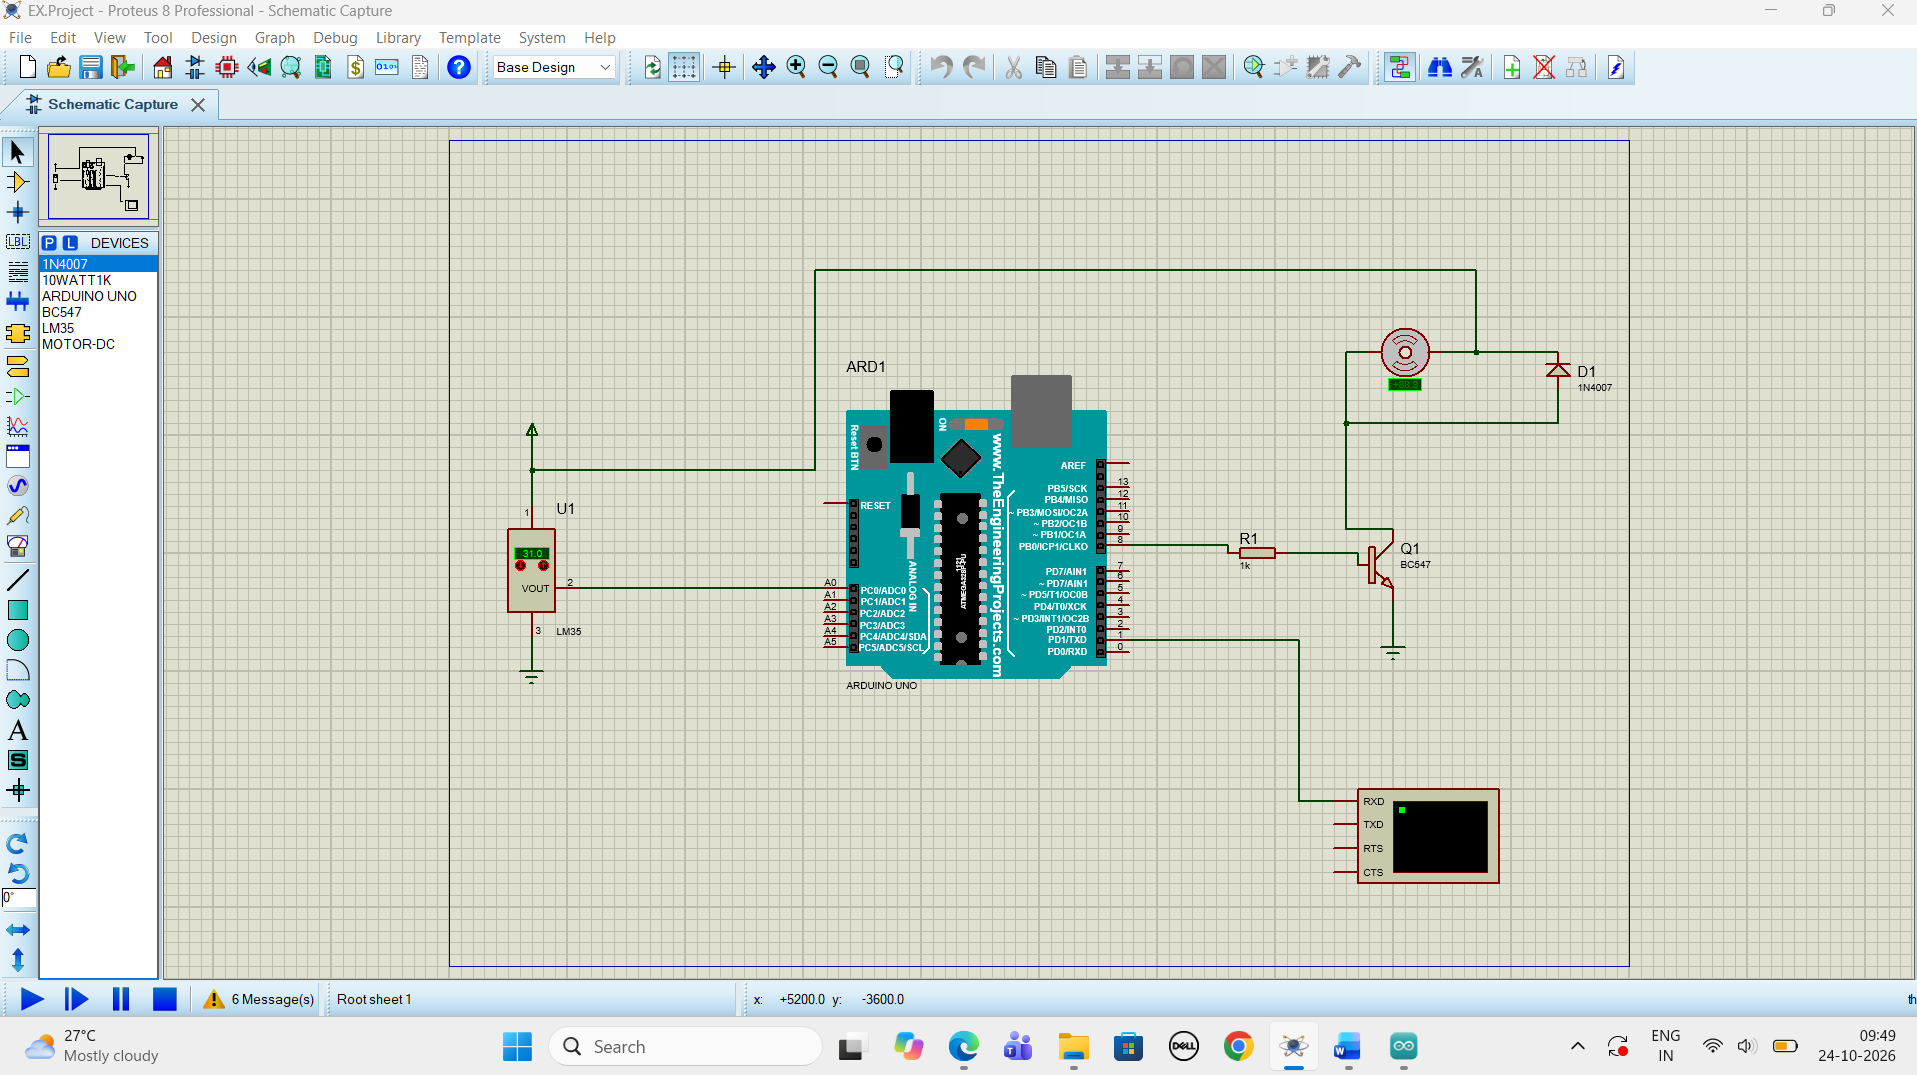 EX.Project - Proteus 8 Professional - Schematic Capture
File Edit View Tool Design Graph Debug Library Template System Help
Base Design
Schematic Capture
LBL
P L DEVICES
1N4007
10WATT1K
ARDUINO UNO
BC547
LM35
MOTOR-DC
A
S
0°
ARD1
Reset BTN
ON
www.TheEngineeringProjects.com
RESET
ANALOG IN
AREF
PB5/SCK 13
PB4/MISO 12
~ PB3/MOSI/OC2A 11
~ PB2/OC1B 10
~ PB1/OC1A 9
PB0/ICP1/CLKO 8
PD7/AIN1 7
~ PD7/AIN1 6
~ PD5/T1/OC0B 5
PD4/T0/XCK 4
~ PD3/INT1/OC2B 3
PD2/INT0 2
PD1/TXD 1
PD0/RXD 0
A0 PC0/ADC0
A1 PC1/ADC1
A2 PC2/ADC2
A3 PC3/ADC3
A4 PC4/ADC4/SDA
A5 PC5/ADC5/SCL
ARDUINO UNO
U1
1
31.0
VOUT 2
3 LM35
D1
1N4007
R1
1k
Q1
BC547
RXD
TXD
RTS
CTS
6 Message(s) Root sheet 1 x: +5200.0 y: -3600.0 th
27°C
Mostly cloudy
Search
DELL
ENG
IN
09:49
24-10-2026